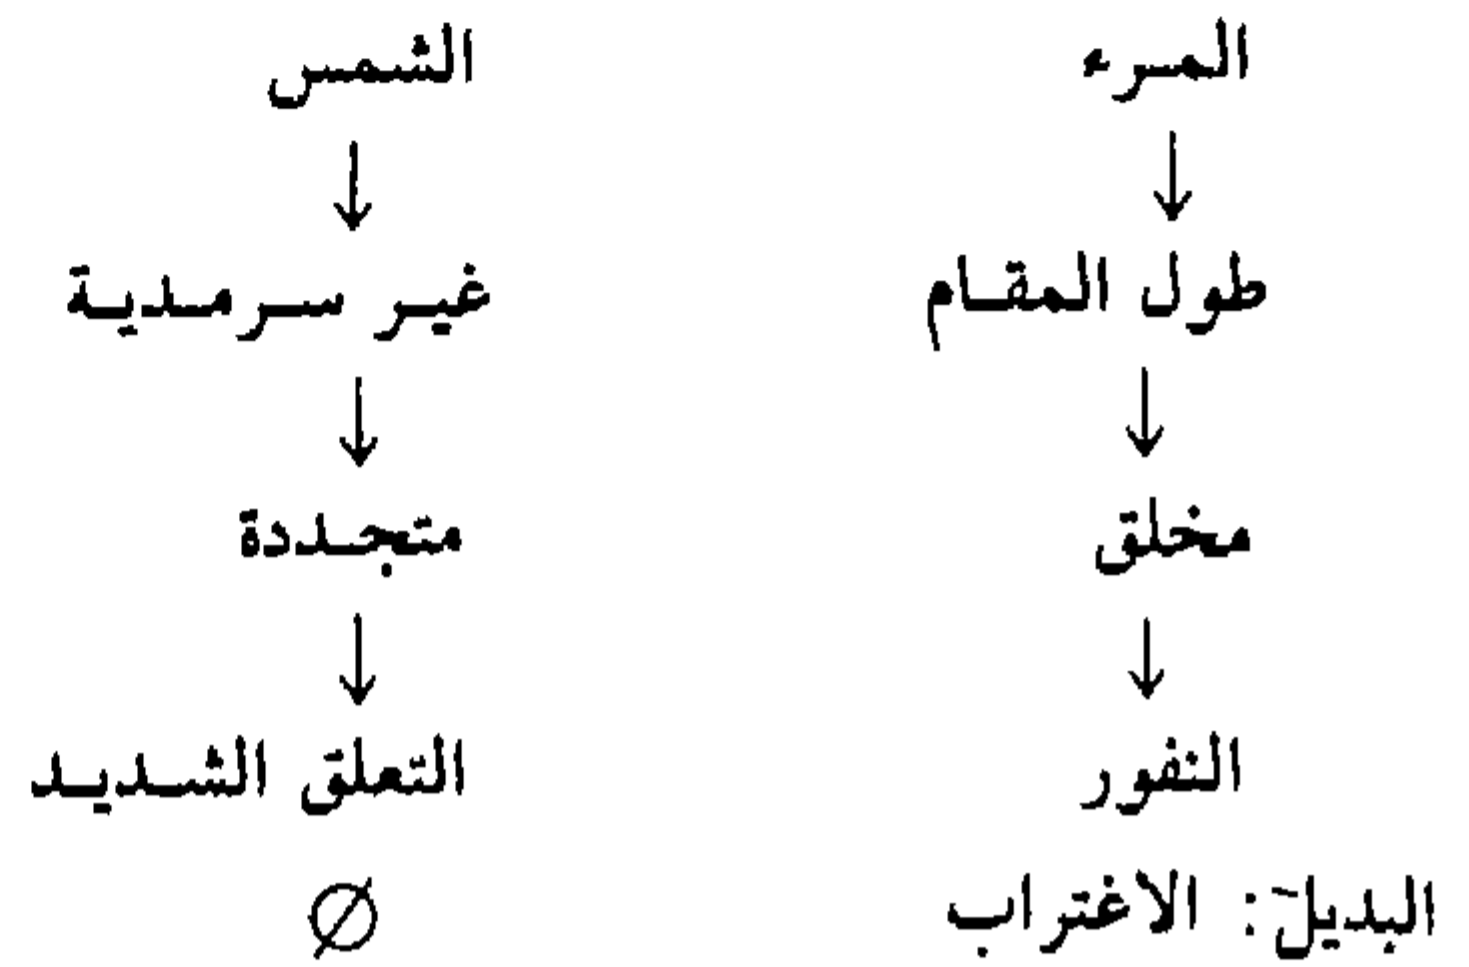 المرء الشمس
↓ ↓
طول المقام غير سرمدية
↓ ↓
مخلق متجددة
↓ ↓
النفور التعلق الشديد
البديل: الاغتراب Ø